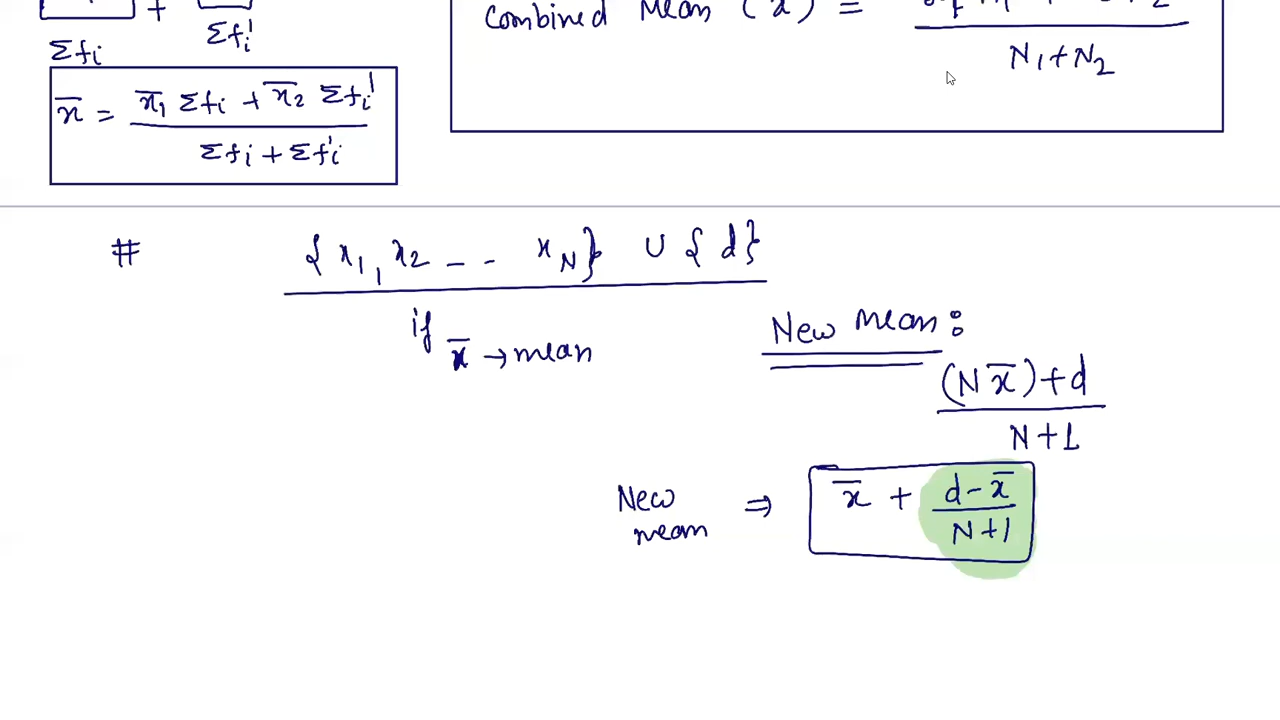 +
Σfi Σfi'
x̄ = x̄1 Σfi + x̄2 Σfi' / Σfi + Σfi'
Combined Mean (x̄) =
N1+N2
# {x1, x2 -- xN} ∪ {d}
if x̄ → mean
New mean:
(Nx̄)+d / N+1
New mean ⇒ x̄ + d-x̄ / N+1